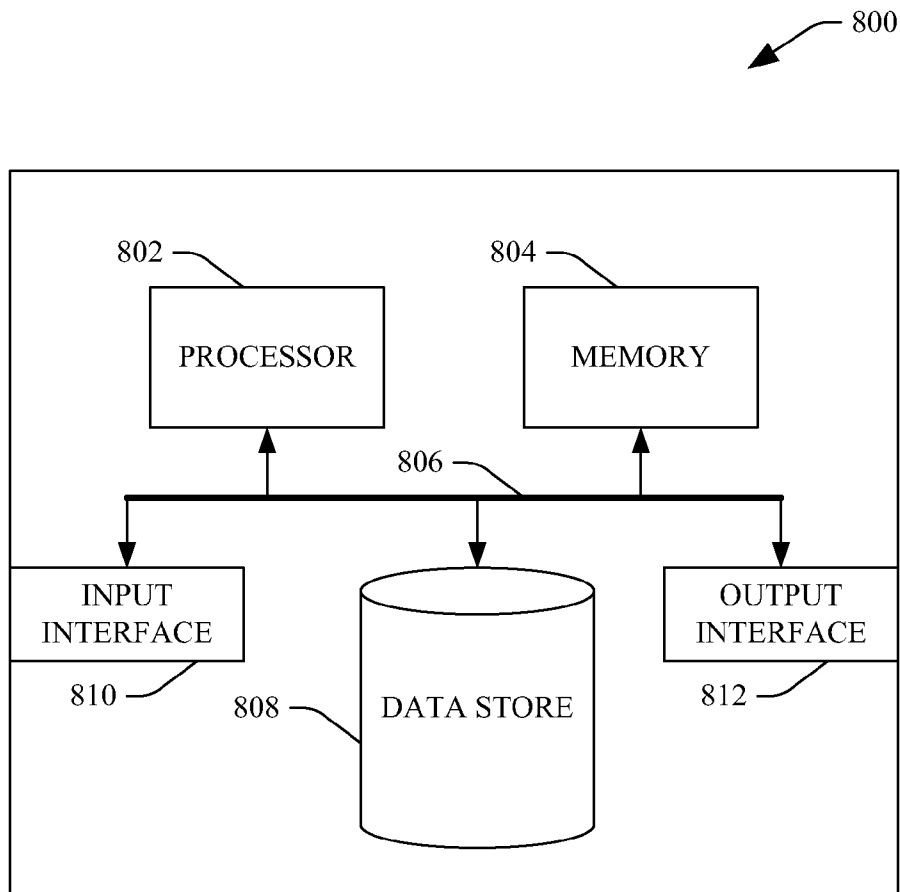 800
802
804
PROCESSOR
MEMORY
806
INPUT
INTERFACE
OUTPUT
INTERFACE
810
808
DATA STORE
812